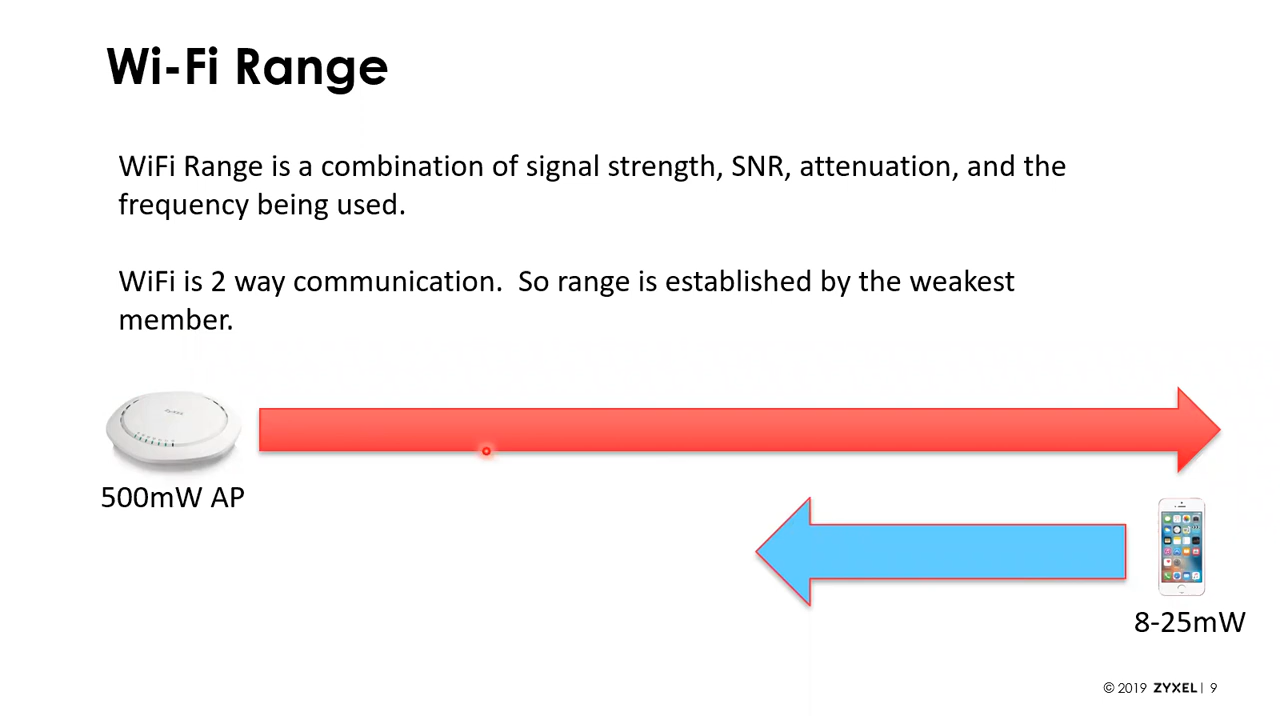 Wi-Fi Range
WiFi Range is a combination of signal strength, SNR, attenuation, and the
frequency being used.
WiFi is 2 way communication.  So range is established by the weakest
member.
ZyXEL
500mW AP
8-25mW
© 2019 ZYXEL | 9